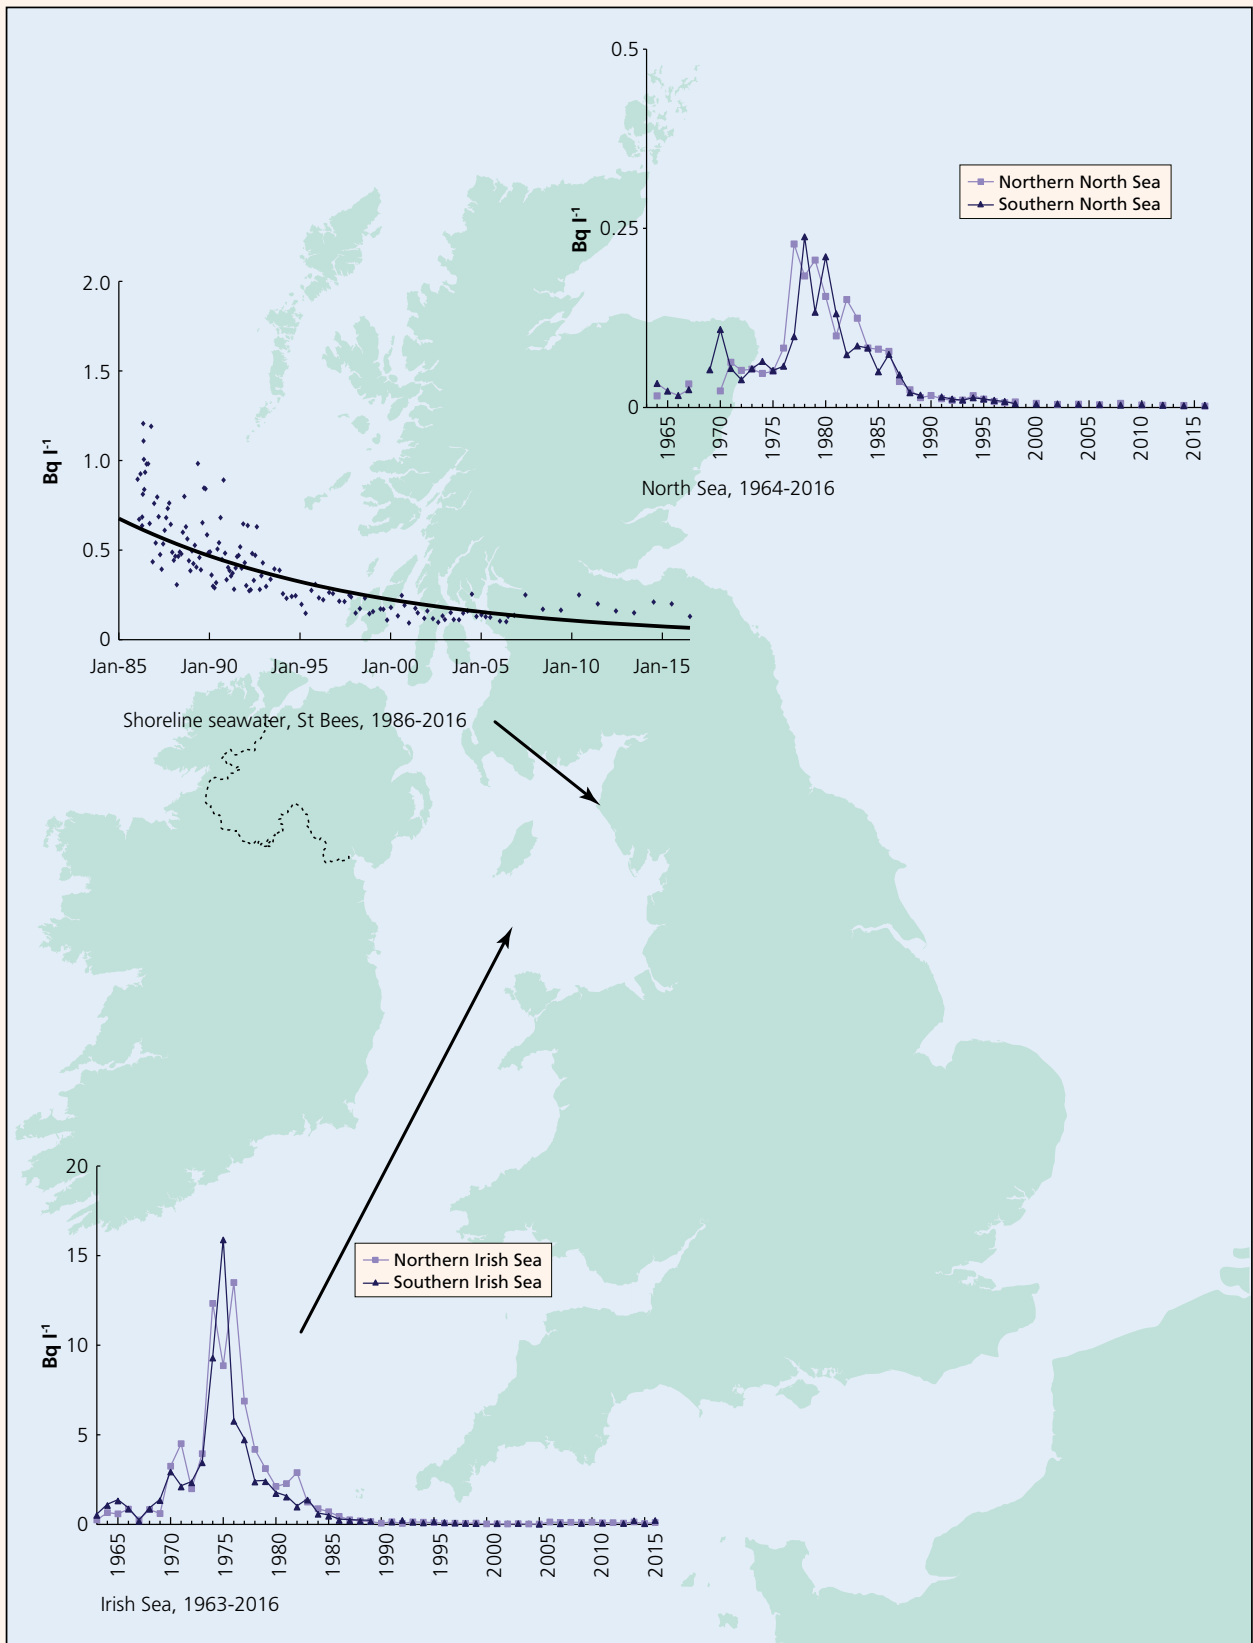 0.5
0.25
0
Bq l-1
Northern North Sea
Southern North Sea
1965 1970 1975 1980 1985 1990 1995 2000 2005 2010 2015
North Sea, 1964-2016
2.0
1.5
1.0
0.5
0
Bq l-1
Jan-85 Jan-90 Jan-95 Jan-00 Jan-05 Jan-10 Jan-15
Shoreline seawater, St Bees, 1986-2016
20
15
10
5
0
Bq l-1
Northern Irish Sea
Southern Irish Sea
1965 1970 1975 1980 1985 1990 1995 2000 2005 2010 2015
Irish Sea, 1963-2016